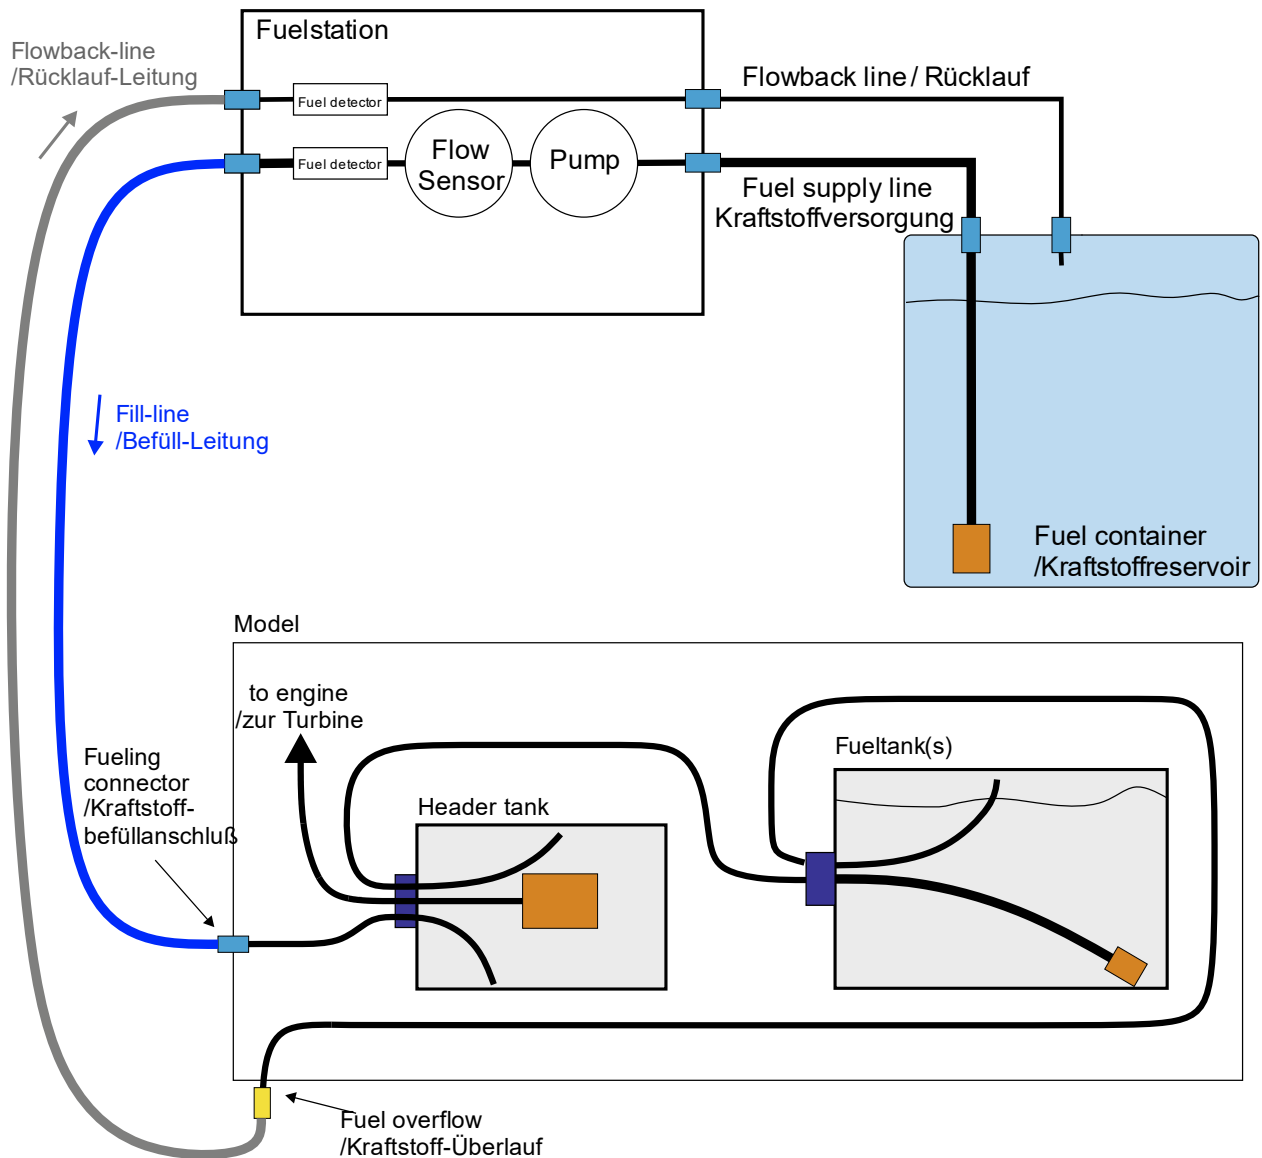 Fuelstation
Flowback-line
/Rücklauf-Leitung
Flowback line / Rücklauf
Fuel detector
Fuel detector
Flow
Sensor
Pump
Fuel supply line
Kraftstoffversorgung
Fill-line
/Befüll-Leitung
Fuel container
/Kraftstoffreservoir
Model
to engine
/zur Turbine
Fueling
connector
/Kraftstoff-
befüllanschluß
Header tank
Fueltank(s)
Fuel overflow
/Kraftstoff-Überlauf